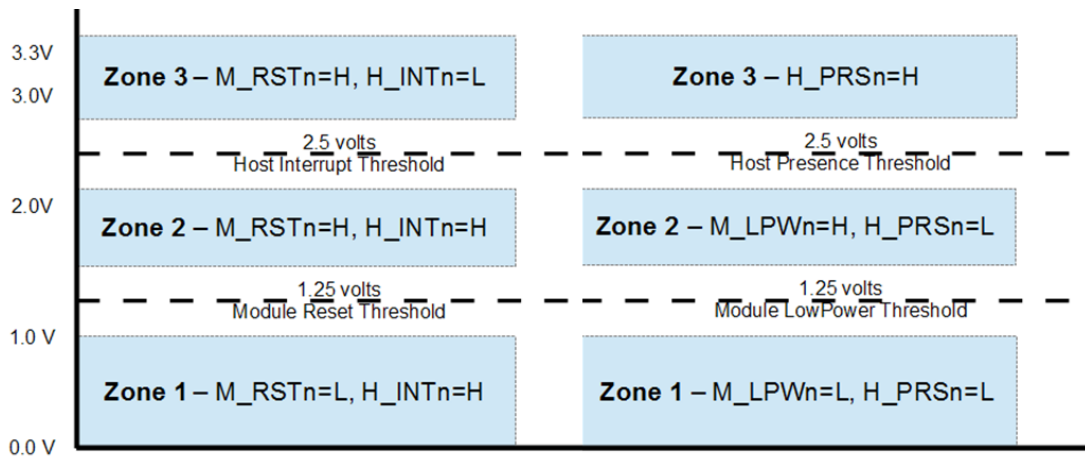 3.3V
Zone 3 – M_RSTn=H, H_INTn=L
Zone 3 – H_PRSn=H
3.0V
2.5 volts
2.5 volts
Host Interrupt Threshold
Host Presence Threshold
2.0V
Zone 2 – M_RSTn=H, H_INTn=H
Zone 2 – M_LPWn=H, H_PRSn=L
1.25 volts
1.25 volts
Module Reset Threshold
Module LowPower Threshold
1.0 V
Zone 1 – M_RSTn=L, H_INTn=H
Zone 1 – M_LPWn=L, H_PRSn=L
0.0 V